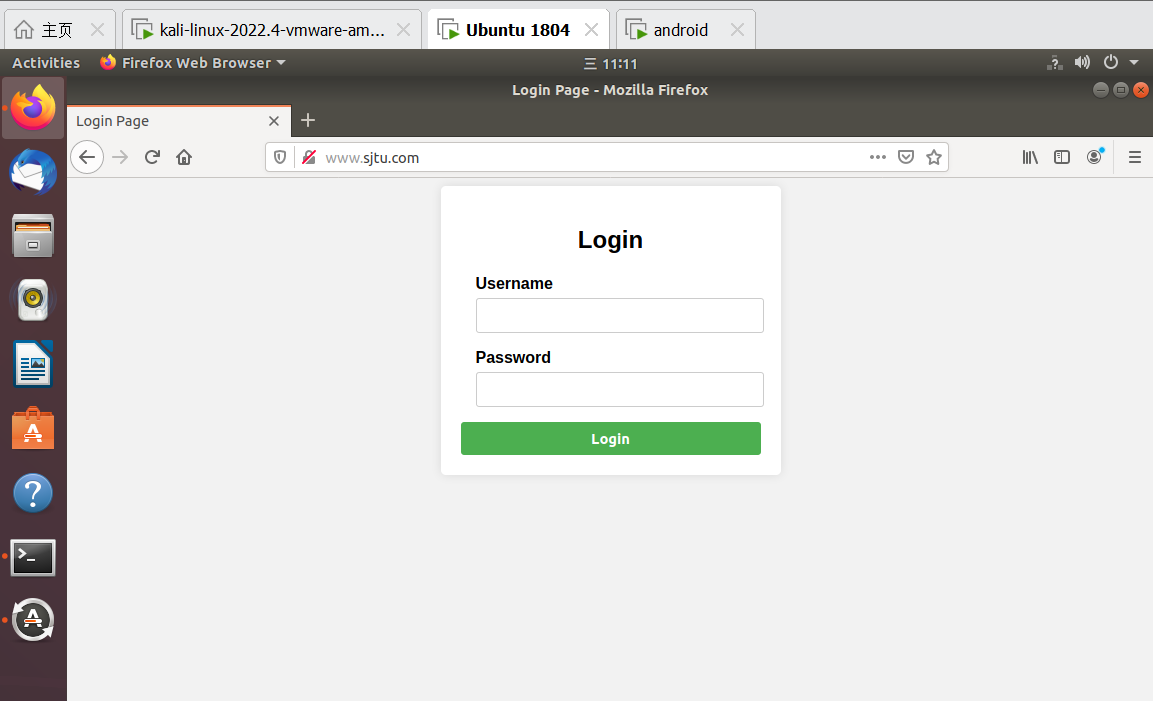 主页
kali-linux-2022.4-vmware-am...
Ubuntu 1804
android
Activities
Firefox Web Browser
三 11:11
Login Page - Mozilla Firefox
Login Page
www.sjtu.com
Login
Username
Password
Login